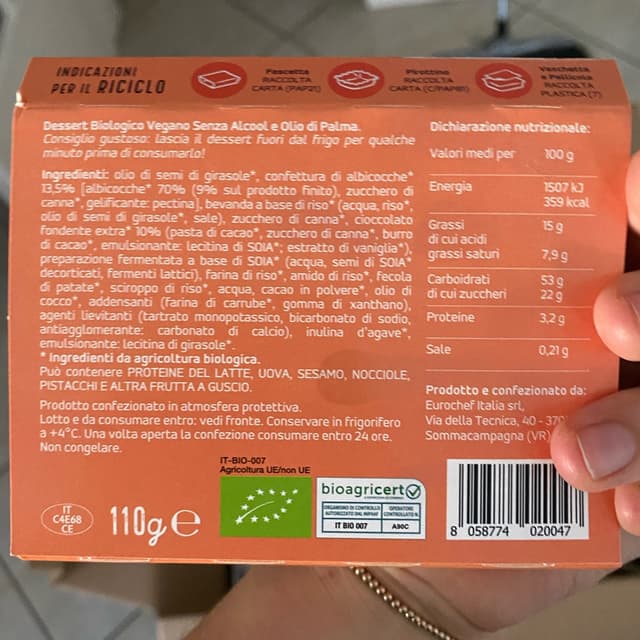 INDICAZIONI
PER IL RICICLO
Fascetta
RACCOLTA
CARTA (PAP21)
Pirottino
RACCOLTA
CARTA (C/PAP81)
Vaschetta
e Pellicola
RACCOLTA
PLASTICA (7)
Dessert Biologico Vegano Senza Alcool e Olio di Palma.
Consiglio gustoso: lascia il dessert fuori dal frigo per qualche
minuto prima di consumarlo!
Ingredienti: olio di semi di girasole*, confettura di albicocche*
13,5% [albicocche* 70% (9% sul prodotto finito), zucchero di
canna*, gelificante: pectina], bevanda a base di riso* (acqua, riso*,
olio di semi di girasole*, sale), zucchero di canna*, cioccolato
fondente extra* 10% (pasta di cacao*, zucchero di canna*, burro
di cacao*, emulsionante: lecitina di SOIA*; estratto di vaniglia*),
preparazione fermentata a base di SOIA* (acqua, semi di SOIA*
decorticati, fermenti lattici), farina di riso*, amido di riso*, fecola
di patate*, sciroppo di riso*, acqua, cacao in polvere*, olio di
cocco*, addensanti (farina di carrube*, gomma di xanthano),
agenti lievitanti (tartrato monopotassico, bicarbonato di sodio,
antiagglomerante: carbonato di calcio), inulina d'agave*,
emulsionante: lecitina di girasole*.
* Ingredienti da agricoltura biologica.
Può contenere PROTEINE DEL LATTE, UOVA, SESAMO, NOCCIOLE,
PISTACCHI E ALTRA FRUTTA A GUSCIO.
Prodotto confezionato in atmosfera protettiva.
Lotto e da consumare entro: vedi fronte. Conservare in frigorifero
a +4°C. Una volta aperta la confezione consumare entro 24 ore.
Non congelare.
Dichiarazione nutrizionale:
Valori medi per 100 g
Energia 1507 kJ
359 kcal
Grassi 15 g
di cui acidi
grassi saturi 7,9 g
Carboidrati 53 g
di cui zuccheri 22 g
Proteine 3,2 g
Sale 0,21 g
Prodotto e confezionato da:
Eurochef Italia srl,
Via della Tecnica, 40 - 370
Sommacampagna (VR)
IT
C4E68
CE
110g e
IT-BIO-007
Agricoltura UE/non UE
bioagricert
ORGANISMO DI CONTROLLO
AUTORIZZATO DAL MIPAAF
IT BIO 007
OPERATORE
CONTROLLATO N.
A90C
8 058774 020047